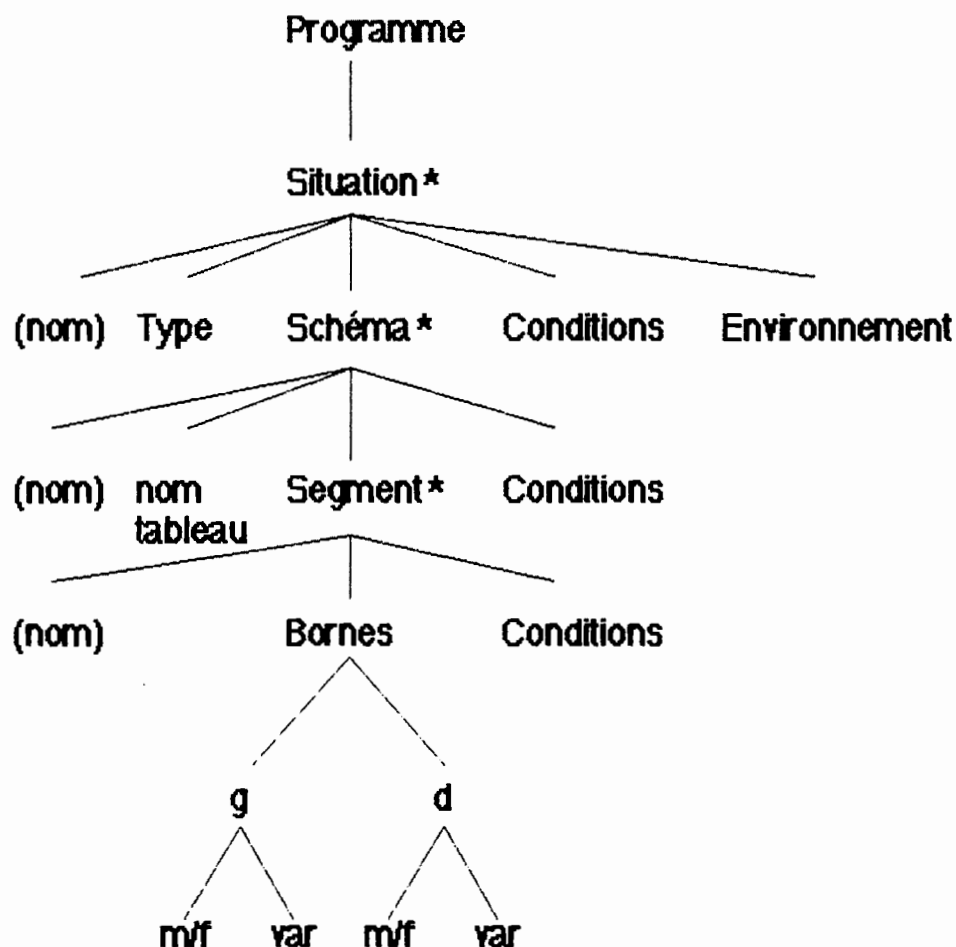 Programme
Situation*
(nom) Type Schéma* Conditions Environnement
(nom) nom Segment* Conditions
tableau
(nom) Bornes Conditions
g d
m/f var m/f var